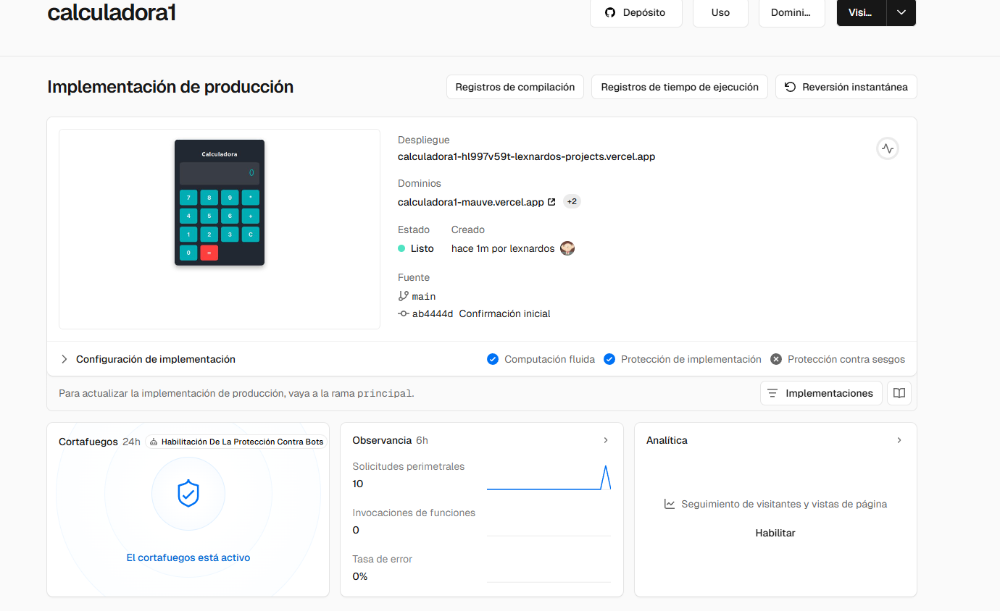 calculadora1
Depósito Uso Domini... Visi...
Implementación de producción
Registros de compilación Registros de tiempo de ejecución Reversión instantánea
Calculadora
0
7 8 9 *
4 5 6 +
1 2 3 C
0 =
Despliegue
calculadora1-hl997v59t-lexnardos-projects.vercel.app
Dominios
calculadora1-mauve.vercel.app +2
Estado Creado
Listo hace 1m por lexnardos
Fuente
main
ab4444d Confirmación inicial
Configuración de implementación Computación fluida Protección de implementación Protección contra sesgos
Para actualizar la implementación de producción, vaya a la rama principal.
Implementaciones
Cortafuegos 24h Habilitación De La Protección Contra Bots
El cortafuegos está activo
Observancia 6h
Solicitudes perimetrales
10
Invocaciones de funciones
0
Tasa de error
0%
Analítica
Seguimiento de visitantes y vistas de página
Habilitar